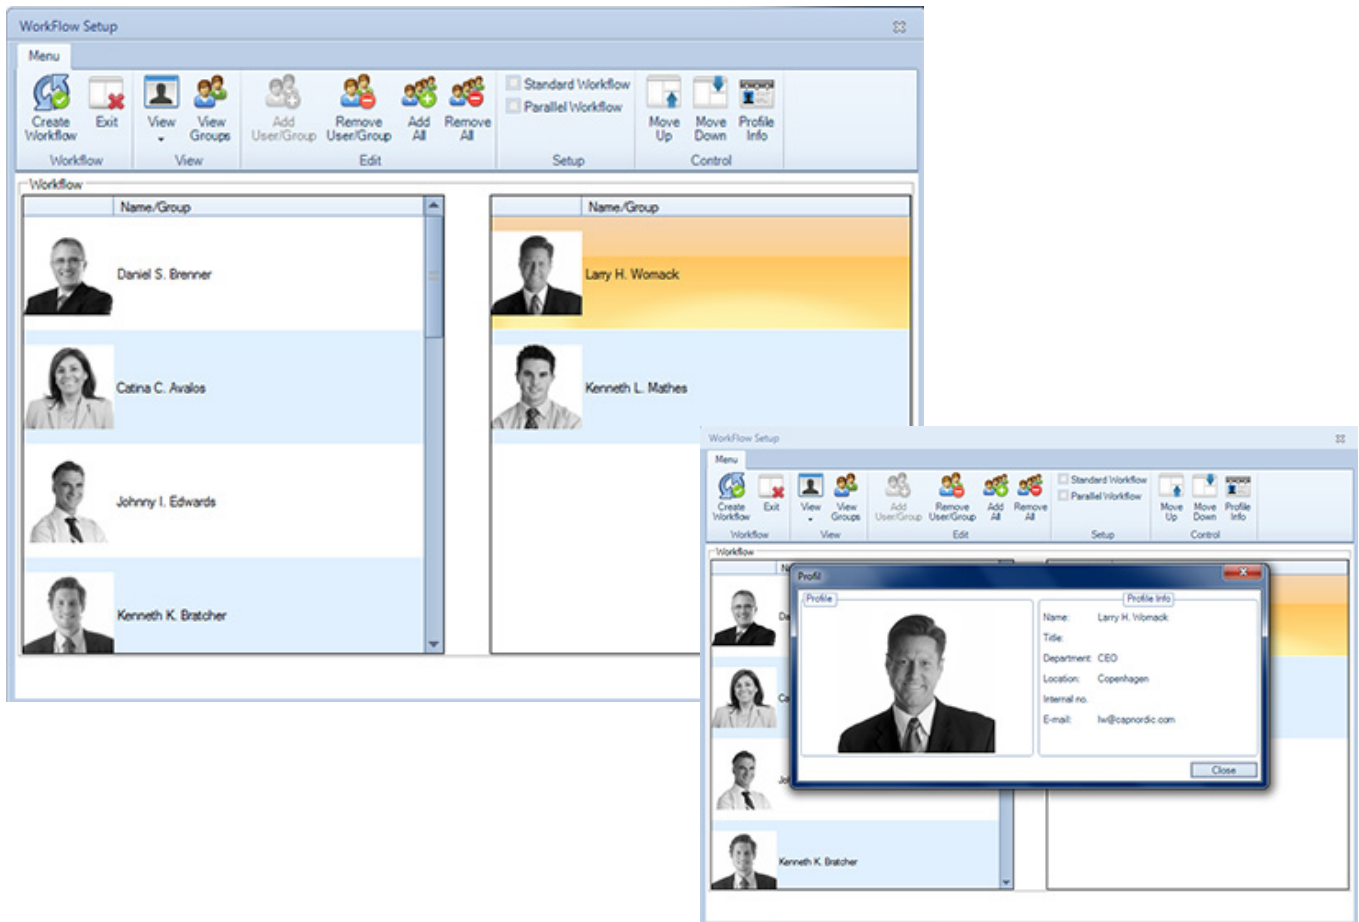 WorkFlow Setup
Menu
Create Workflow Exit View View Groups Add User/Group Remove User/Group Add All Remove All Standard Workflow Parallel Workflow Move Up Move Down Profile Info
Workflow View Edit Setup Control
Workflow
Name/Group Name/Group
Daniel S. Brenner Larry H. Womack
Catina C. Avalos Kenneth L. Mathes
Johnny I. Edwards
Kenneth K. Bratcher
WorkFlow Setup
Menu
Create Workflow Exit View View Groups Add User/Group Remove User/Group Add All Remove All Standard Workflow Parallel Workflow Move Up Move Down Profile Info
Workflow View Edit Setup Control
Workflow
Profil
Profile Profile Info
Name: Larry H. Womack
Title:
Department: CEO
Location: Copenhagen
Internal no.
E-mail: lw@capnordic.com
Close
Kenneth K. Bratcher